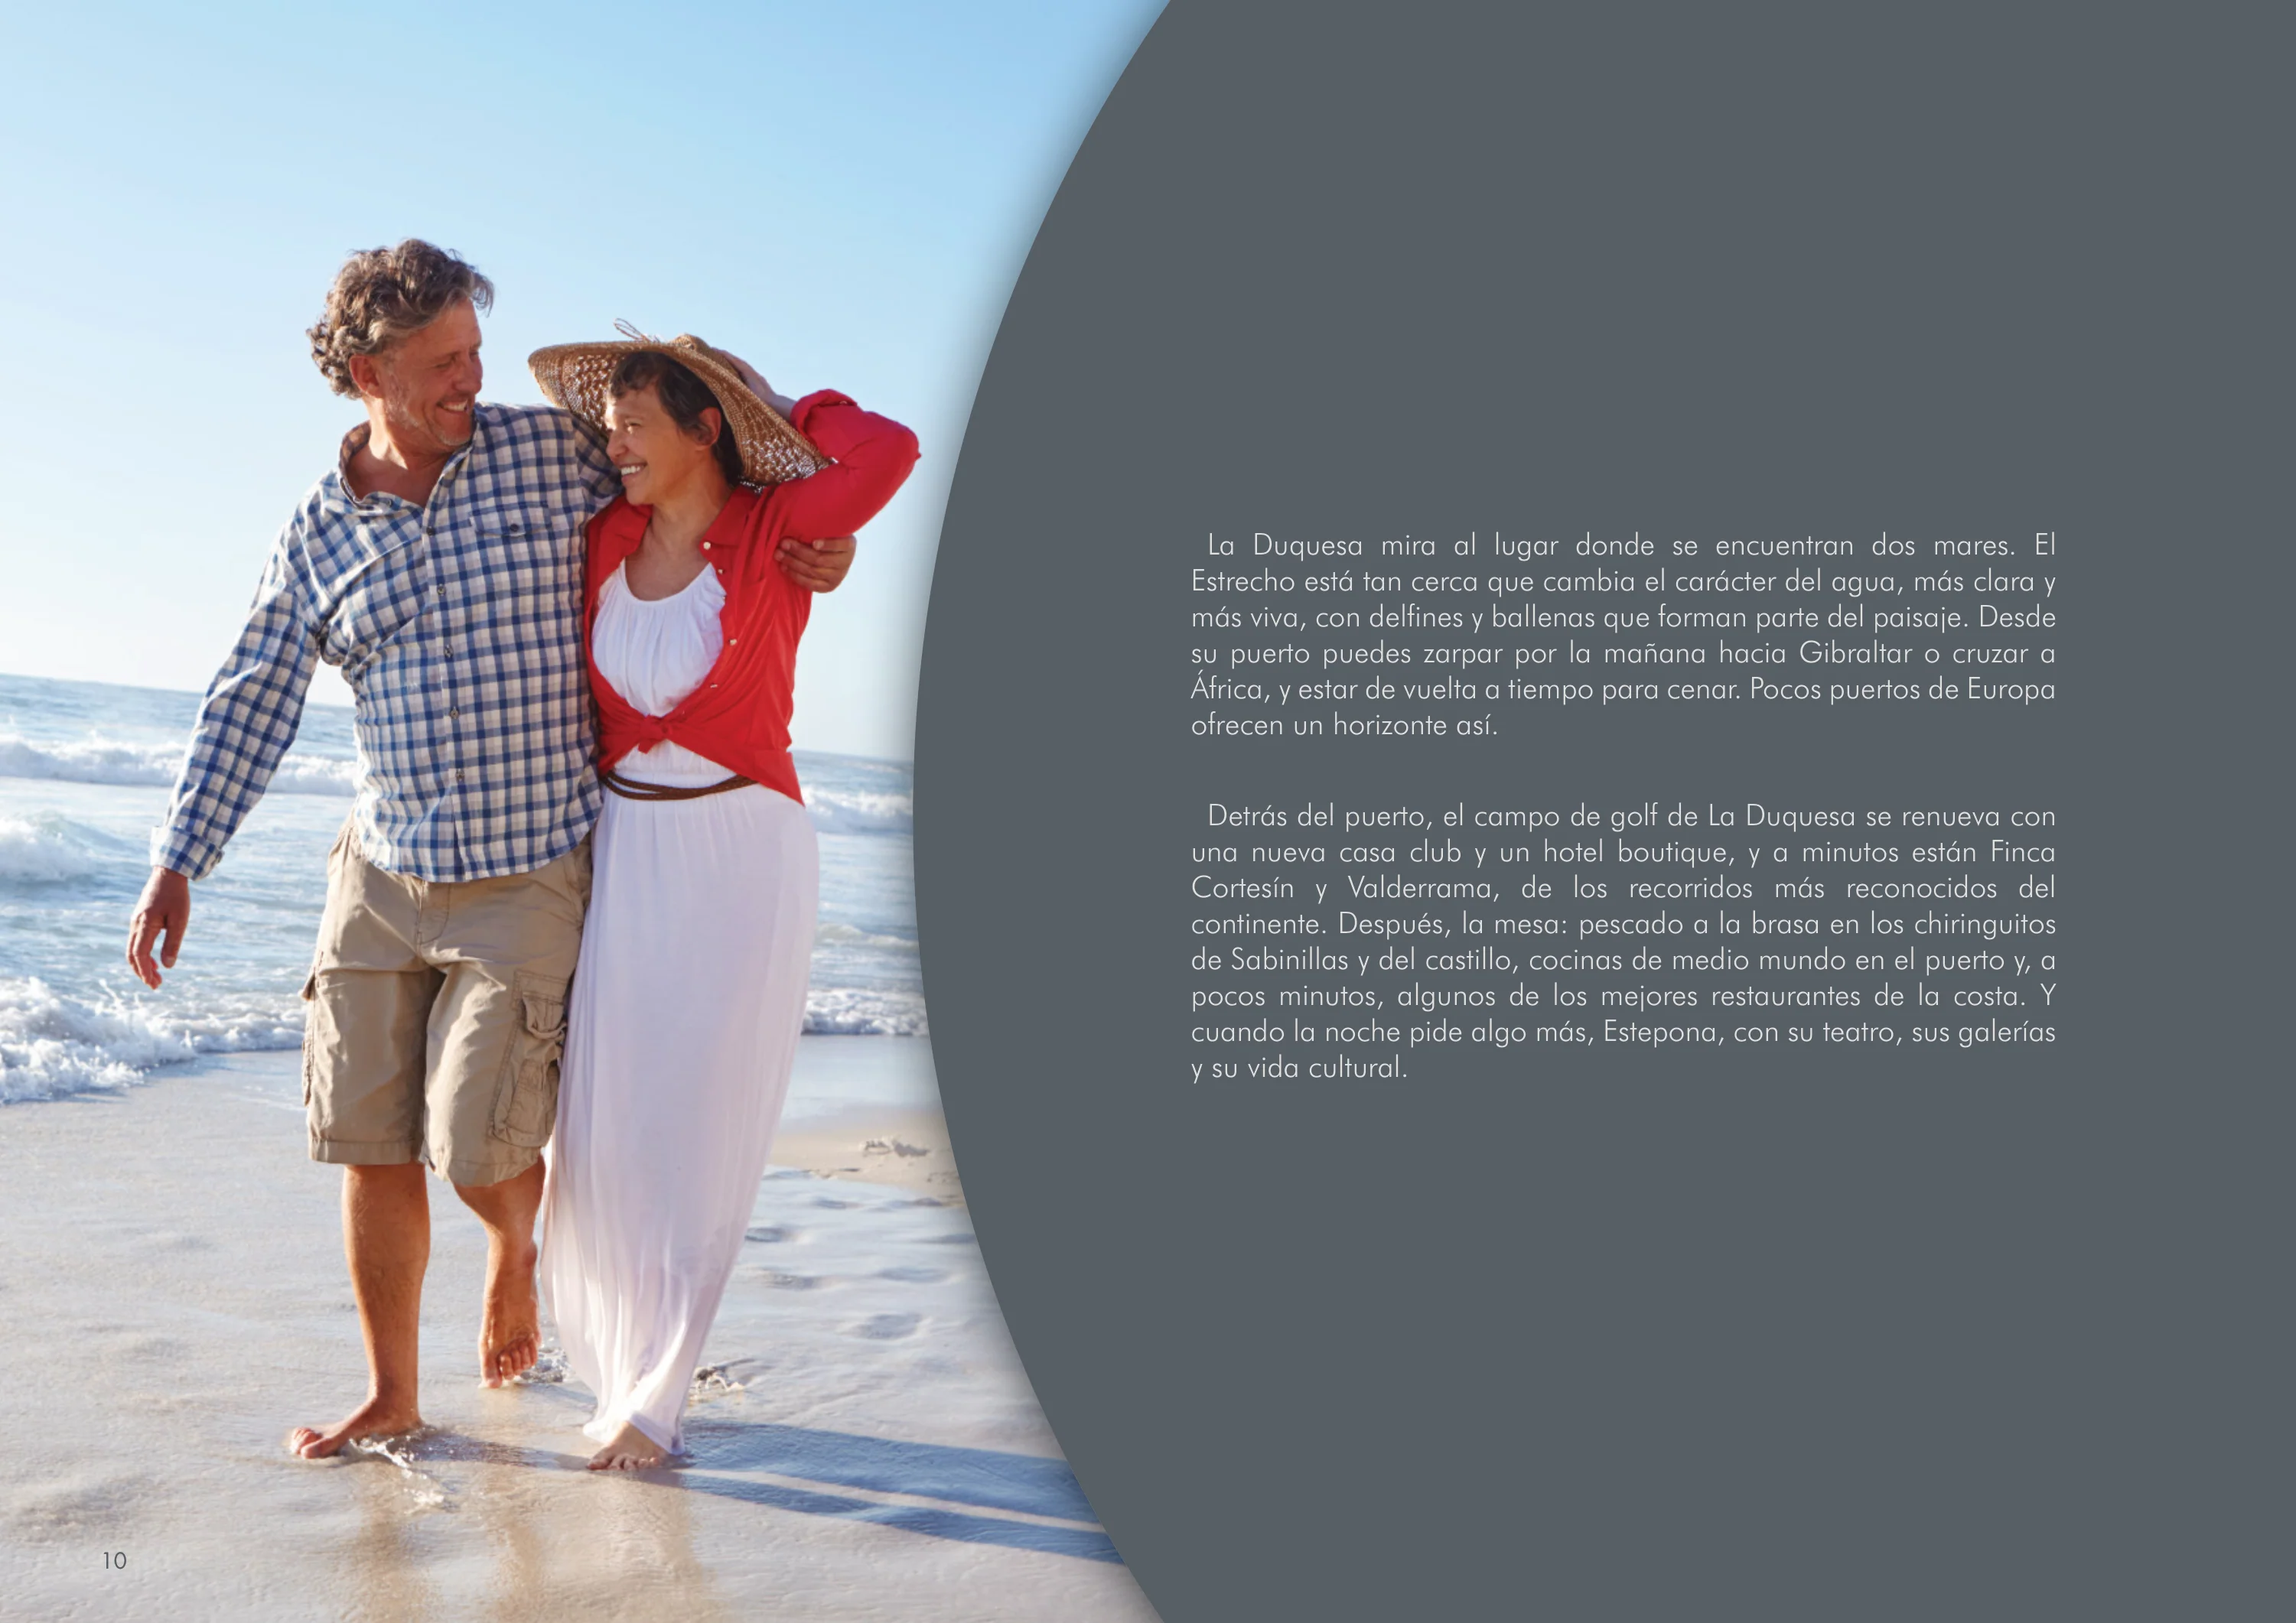 La Duquesa mira al lugar donde se encuentran dos mares. El
Estrecho está tan cerca que cambia el carácter del agua, más clara y
más viva, con delfines y ballenas que forman parte del paisaje. Desde
su puerto puedes zarpar por la mañana hacia Gibraltar o cruzar a
África, y estar de vuelta a tiempo para cenar. Pocos puertos de Europa
ofrecen un horizonte así.
Detrás del puerto, el campo de golf de La Duquesa se renueva con
una nueva casa club y un hotel boutique, y a minutos están Finca
Cortesín y Valderrama, de los recorridos más reconocidos del
continente. Después, la mesa: pescado a la brasa en los chiringuitos
de Sabinillas y del castillo, cocinas de medio mundo en el puerto y, a
pocos minutos, algunos de los mejores restaurantes de la costa. Y
cuando la noche pide algo más, Estepona, con su teatro, sus galerías
y su vida cultural.
10